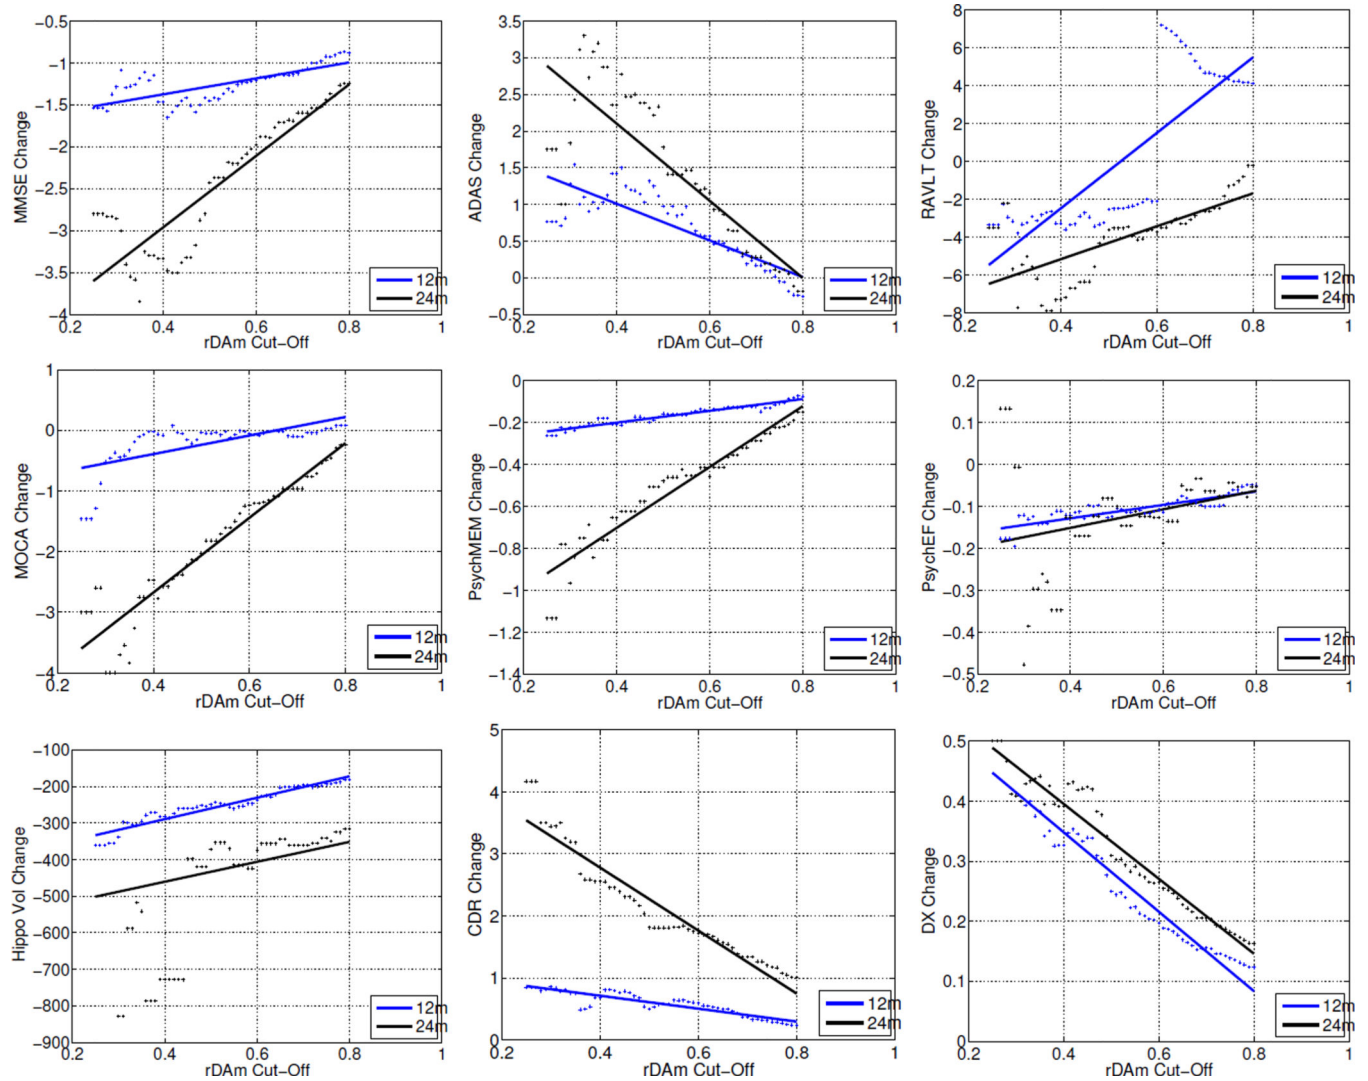 −0.5
−1
−1.5
−2
−2.5
−3
−3.5
−4
MMSE Change
0.2 0.4 0.6 0.8 1
rDAm Cut−Off
12m
24m
3.5
3
2.5
2
1.5
1
0.5
0
−0.5
ADAS Change
0.2 0.4 0.6 0.8 1
rDAm Cut−Off
12m
24m
8
6
4
2
0
−2
−4
−6
−8
RAVLT Change
0.2 0.4 0.6 0.8 1
rDAm Cut−Off
12m
24m
1
0
−1
−2
−3
−4
MOCA Change
0.2 0.4 0.6 0.8 1
rDAm Cut−Off
12m
24m
0
−0.2
−0.4
−0.6
−0.8
−1
−1.2
−1.4
PsychMEM Change
0.2 0.4 0.6 0.8 1
rDAm Cut−Off
12m
24m
0.2
0.1
0
−0.1
−0.2
−0.3
−0.4
−0.5
PsychEF Change
0.2 0.4 0.6 0.8 1
rDAm Cut−Off
12m
24m
−100
−200
−300
−400
−500
−600
−700
−800
−900
Hippo Vol Change
0.2 0.4 0.6 0.8 1
rDAm Cut−Off
12m
24m
5
4
3
2
1
0
CDR Change
0.2 0.4 0.6 0.8 1
rDAm Cut−Off
12m
24m
0.5
0.4
0.3
0.2
0.1
0
DX Change
0.2 0.4 0.6 0.8 1
rDAm Cut−Off
12m
24m